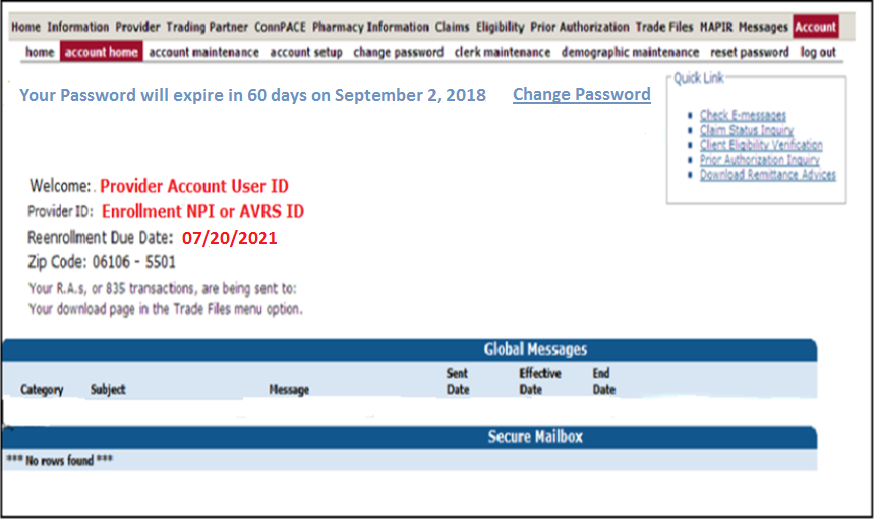 Home Information Provider Trading Partner ConnPACE Pharmacy Information Claims Eligibility Prior Authorization Trade Files MAPIR Messages Account
home account home account maintenance account setup change password clerk maintenance demographic maintenance reset password log out
Quick Link
Your Password will expire in 60 days on September 2, 2018 Change Password
Check E-messages
Claim Status Inquiry
Client Eligibility Verification
Prior Authorization Inquiry
Download Remittance Advices
Welcome: . Provider Account User ID
Provider ID: Enrollment NPI or AVRS ID
Reenrollment Due Date: 07/20/2021
Zip Code: 06106 - 5501
'Your R.A.s, or 835 transactions, are being sent to:
'Your download page in the Trade Files menu option.
Global Messages
Category Subject Message Sent Date Effective Date End Date
Secure Mailbox
*** No rows found ***